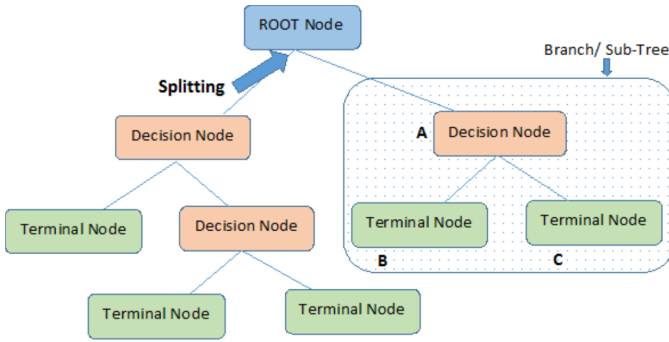 ROOT Node
Branch/ Sub-Tree
Splitting
Decision Node
A Decision Node
Terminal Node
Decision Node
Terminal Node
Terminal Node
B
C
Terminal Node
Terminal Node